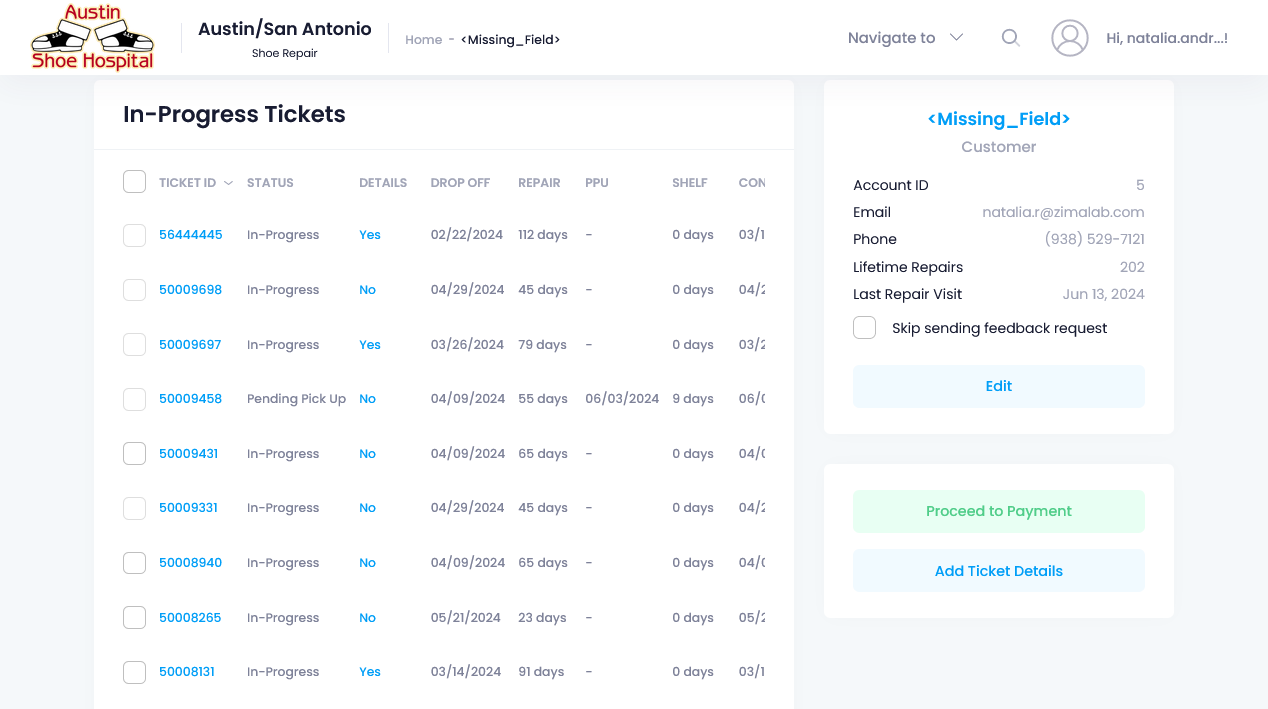 Austin
Shoe Hospital
Austin/San Antonio
Shoe Repair
Home - <Missing_Field>
Navigate to
Hi, natalia.andr...!
In-Progress Tickets
TICKET ID STATUS DETAILS DROP OFF REPAIR PPU SHELF CON
56444445 In-Progress Yes 02/22/2024 112 days - 0 days 03/1
50009698 In-Progress No 04/29/2024 45 days - 0 days 04/2
50009697 In-Progress Yes 03/26/2024 79 days - 0 days 03/2
50009458 Pending Pick Up No 04/09/2024 55 days 06/03/2024 9 days 06/0
50009431 In-Progress No 04/09/2024 65 days - 0 days 04/0
50009331 In-Progress No 04/29/2024 45 days - 0 days 04/2
50008940 In-Progress No 04/09/2024 65 days - 0 days 04/0
50008265 In-Progress No 05/21/2024 23 days - 0 days 05/2
50008131 In-Progress Yes 03/14/2024 91 days - 0 days 03/1
<Missing_Field>
Customer
Account ID 5
Email natalia.r@zimalab.com
Phone (938) 529-7121
Lifetime Repairs 202
Last Repair Visit Jun 13, 2024
Skip sending feedback request
Edit
Proceed to Payment
Add Ticket Details